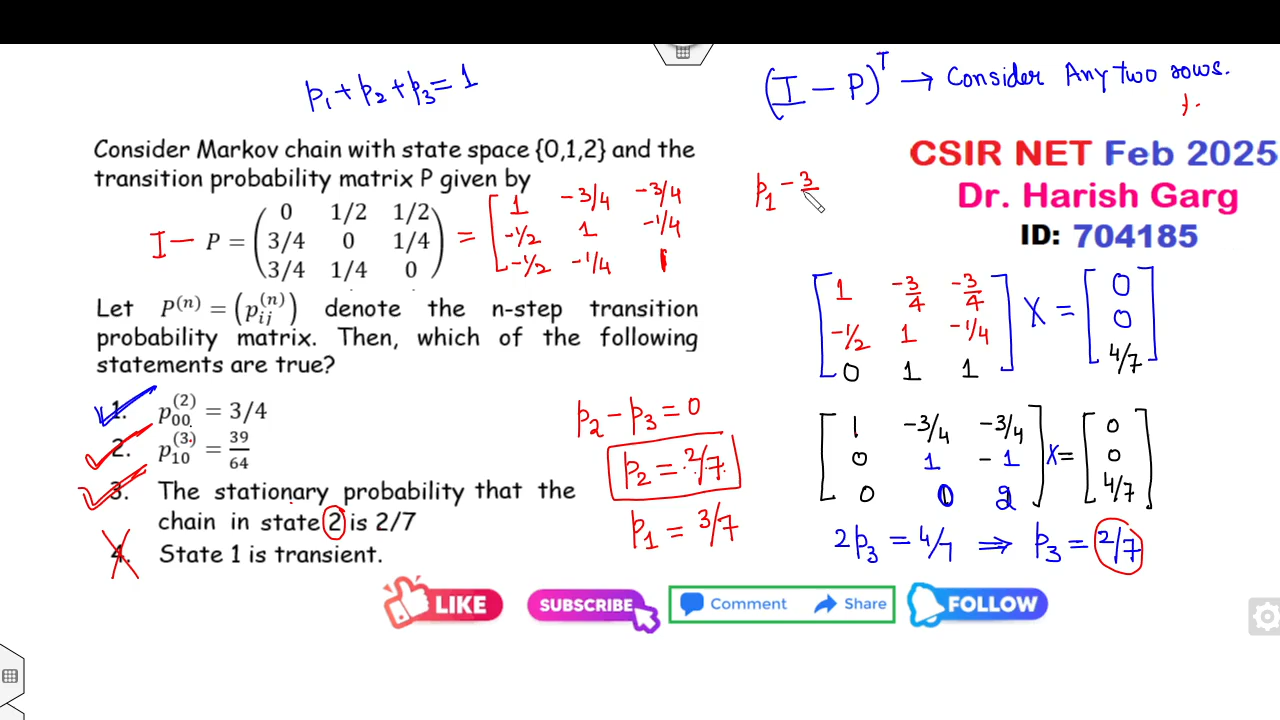 p₁ + p₂ + p₃ = 1
(I − P)ᵀ → Consider Any two rows.
Consider Markov chain with state space {0,1,2} and the
transition probability matrix P given by
CSIR NET Feb 2025
Dr. Harish Garg
ID: 704185
p₁ − 3/
I − P = (0 1/2 1/2
3/4 0 1/4
3/4 1/4 0) = [1 −3/4 −3/4
−1/2 1 −1/4
−1/2 −1/4 1]
Let P⁽ⁿ⁾ = (pᵢⱼ⁽ⁿ⁾) denote the n-step transition
probability matrix. Then, which of the following
statements are true?
1. p₀₀⁽²⁾ = 3/4
2. p₁₀⁽³⁾ = 39/64
3. The stationary probability that the
chain in state 2 is 2/7
4. State 1 is transient.
p₂ − p₃ = 0
p₂ = 2/7
p₁ = 3/7
[1 −3/4 −3/4
−1/2 1 −1/4
0 1 1] X = [0
0
4/7]
[1 −3/4 −3/4
0 1 −1
0 0 2] X = [0
0
4/7]
2p₃ = 4/7 ⇒ p₃ = 2/7
LIKE
SUBSCRIBE
Comment
Share
FOLLOW